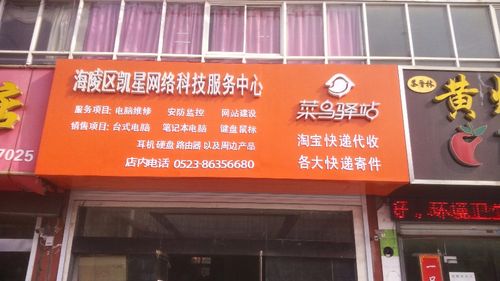 海陵区凯星网络科技服务中心
服务项目: 电脑维修 安防监控 网站建设
销售项目: 台式电脑 笔记本电脑 键盘鼠标
耳机 硬盘 路由器 以及周边产品
店内电话 0523-86356680
菜鸟驿站
淘宝快递代收
各大快递寄件
店
7025
黄
环境卫